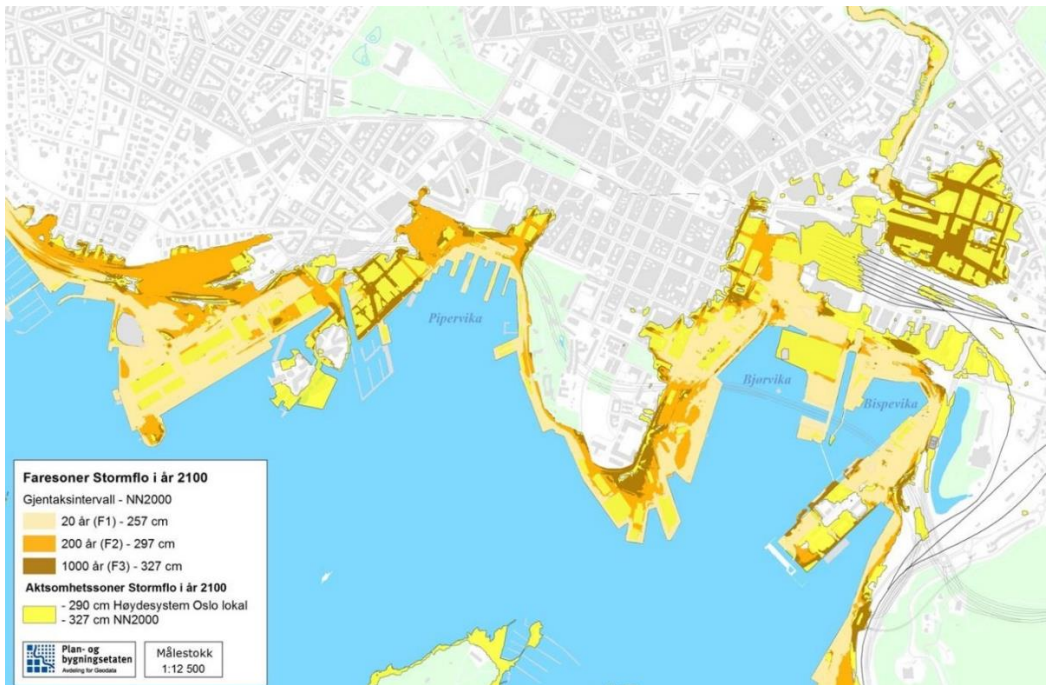 Pipervika
Bjørvika
Bispevika
Faresoner Stormflo i år 2100
Gjentaksintervall - NN2000
20 år (F1) - 257 cm
200 år (F2) - 297 cm
1000 år (F3) - 327 cm
Aktsomhetssoner Stormflo i år 2100
- 290 cm Høydesystem Oslo lokal
- 327 cm NN2000
Plan- og
bygningsetaten
Avdeling for Geodata
Målestokk
1:12 500